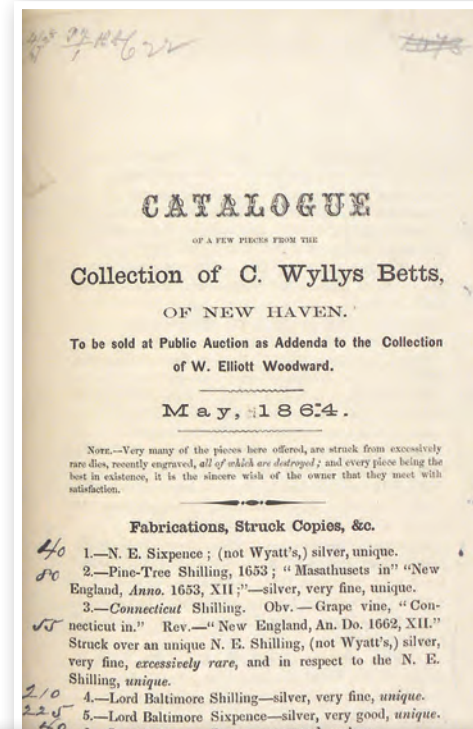 622
CATALOGUE
OF A FEW PIECES FROM THE
Collection of C. Wyllys Betts,
OF NEW HAVEN.
To be sold at Public Auction as Addenda to the Collection
of W. Elliott Woodward.
May, 1864.
NOTE.—Very many of the pieces here offered, are struck from excessively
rare dies, recently engraved, all of which are destroyed; and every piece being the
best in existence, it is the sincere wish of the owner that they meet with
satisfaction.
Fabrications, Struck Copies, &c.
40 1.—N. E. Sixpence; (not Wyatt's,) silver, unique.
80 2.—Pine-Tree Shilling, 1653; "Masathusets in" "New
England, Anno. 1653, XII;"—silver, very fine, unique.
3.—Connecticut Shilling. Obv.—Grape vine, "Con-
55 necticut in." Rev.—"New England, An. Do. 1662, XII."
Struck over an unique N. E. Shilling, (not Wyatt's,) silver,
very fine, excessively rare, and in respect to the N. E.
Shilling, unique.
210 4.—Lord Baltimore Shilling—silver, very fine, unique.
225 5.—Lord Baltimore Sixpence—silver, very good, unique.